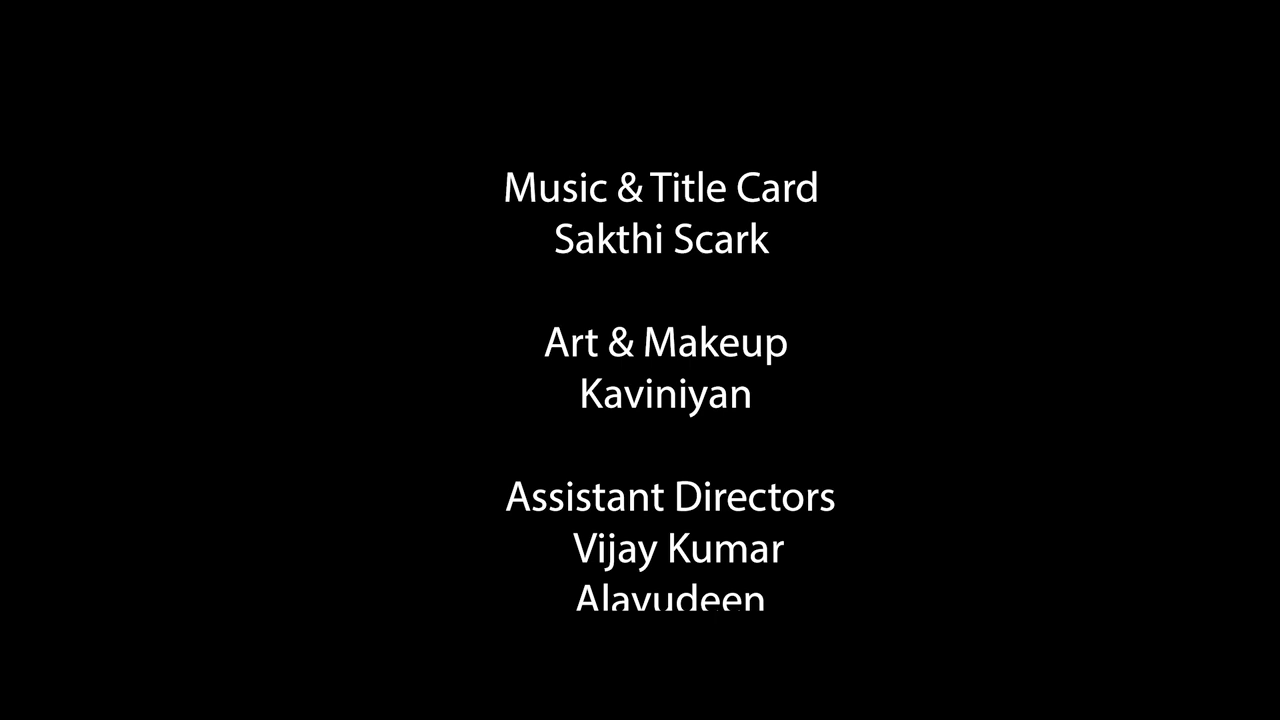 Music & Title Card
Sakthi Scark
Art & Makeup
Kaviniyan
Assistant Directors
Vijay Kumar
Alavudeen